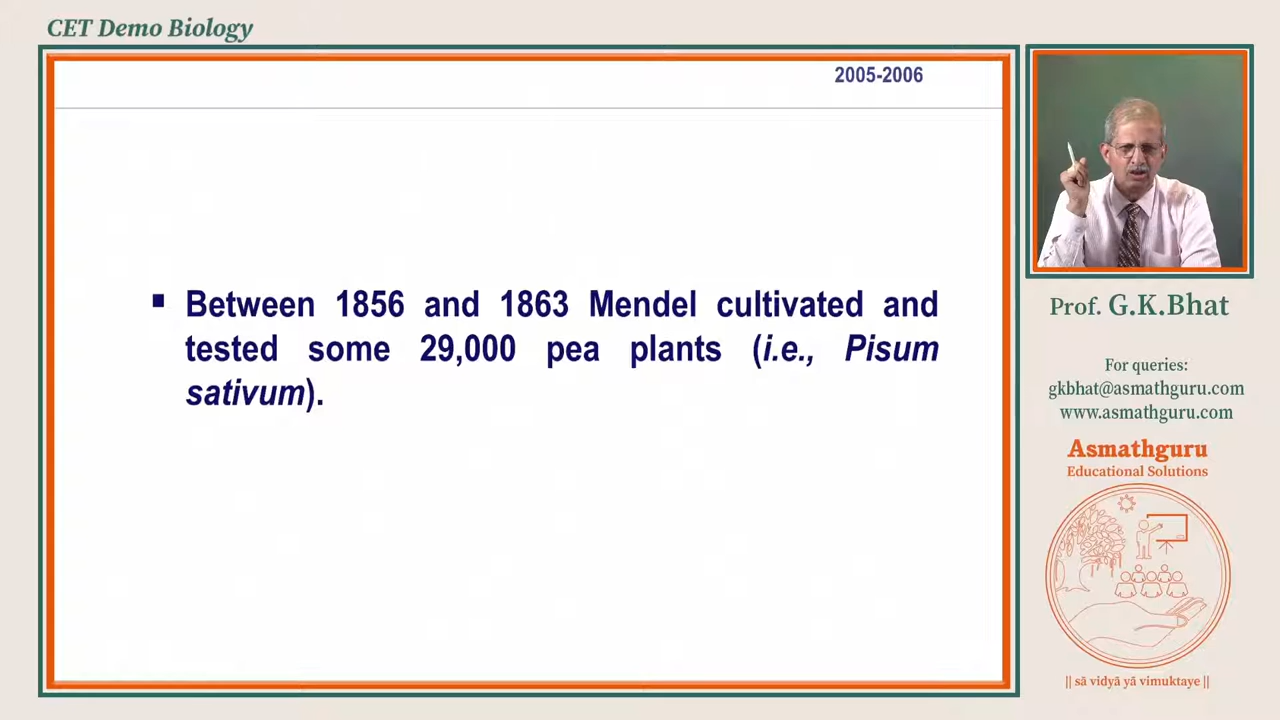 CET Demo Biology
2005-2006
▪ Between 1856 and 1863 Mendel cultivated and
tested some 29,000 pea plants (i.e., Pisum
sativum).
Prof. G.K.Bhat
For queries:
gkbhat@asmathguru.com
www.asmathguru.com
Asmathguru
Educational Solutions
|| sā vidyā yā vimuktaye ||